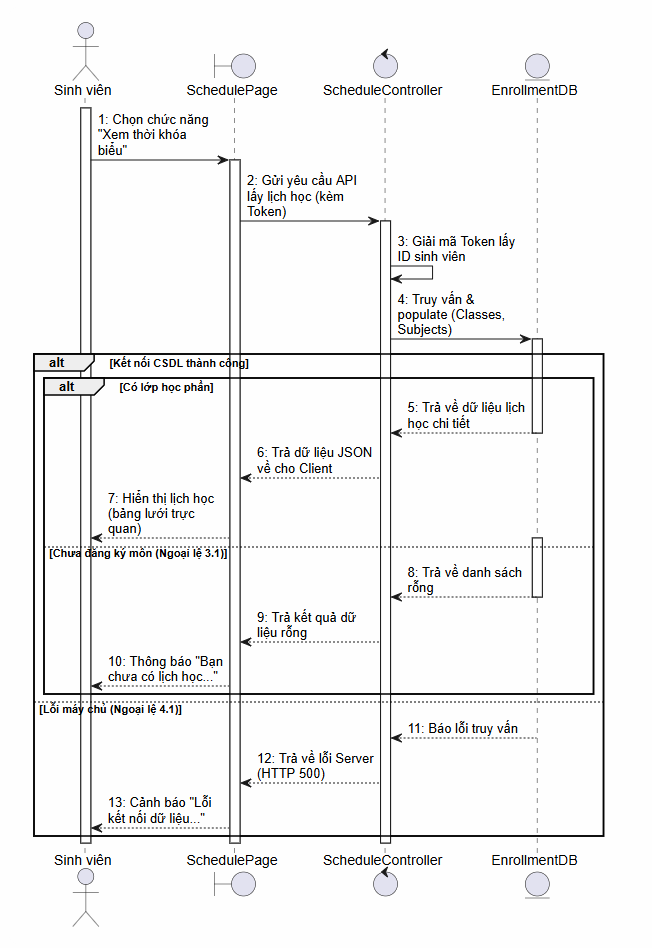 Sinh viên
SchedulePage
ScheduleController
EnrollmentDB
1: Chọn chức năng
"Xem thời khóa
biểu"
2: Gửi yêu cầu API
lấy lịch học (kèm
Token)
3: Giải mã Token lấy
ID sinh viên
4: Truy vấn &
populate (Classes,
Subjects)
alt
[Kết nối CSDL thành công]
alt
[Có lớp học phần]
5: Trả về dữ liệu lịch
học chi tiết
6: Trả dữ liệu JSON
về cho Client
7: Hiển thị lịch học
(bảng lưới trực
quan)
[Chưa đăng ký môn (Ngoại lệ 3.1)]
8: Trả về danh sách
rỗng
9: Trả kết quả dữ
liệu rỗng
10: Thông báo "Bạn
chưa có lịch học..."
[Lỗi máy chủ (Ngoại lệ 4.1)]
11: Báo lỗi truy vấn
12: Trả về lỗi Server
(HTTP 500)
13: Cảnh báo "Lỗi
kết nối dữ liệu..."
Sinh viên
SchedulePage
ScheduleController
EnrollmentDB